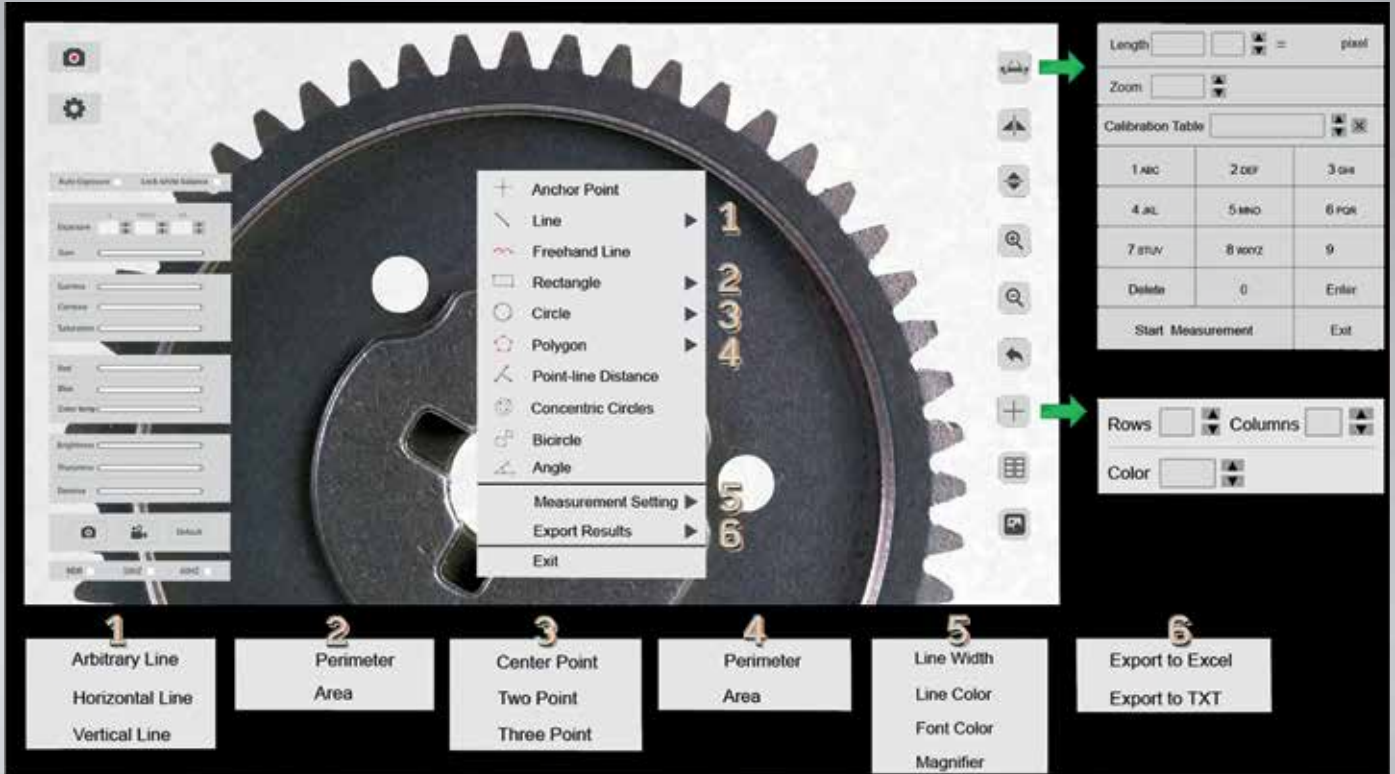 Auto Exposure Lock White Balance
Exposure
Gain
Gamma
Contrast
Saturation
Red
Blue
Color temp
Brightness
Sharpness
Denoise
Default
HDR 50HZ 60HZ
Anchor Point
Line 1
Freehand Line
Rectangle 2
Circle 3
Polygon 4
Point-line Distance
Concentric Circles
Bicircle
Angle
Measurement Setting 5
Export Results 6
Exit
Length = pixel
Zoom
Calibration Table
1 ABC 2 DEF 3 GHI
4 JKL 5 MNO 6 PQR
7 STUV 8 WXYZ 9
Delete 0 Enter
Start Measurement Exit
Rows Columns
Color
1
Arbitrary Line
Horizontal Line
Vertical Line
2
Perimeter
Area
3
Center Point
Two Point
Three Point
4
Perimeter
Area
5
Line Width
Line Color
Font Color
Magnifier
6
Export to Excel
Export to TXT